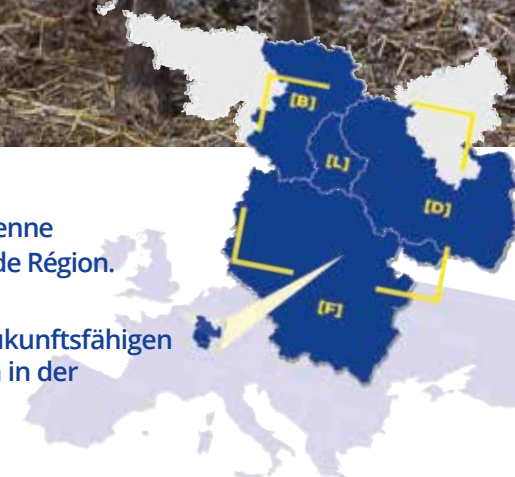 [B]
[L]
[D]
enne
de Région.
[F]
ukunftsfähigen
in der